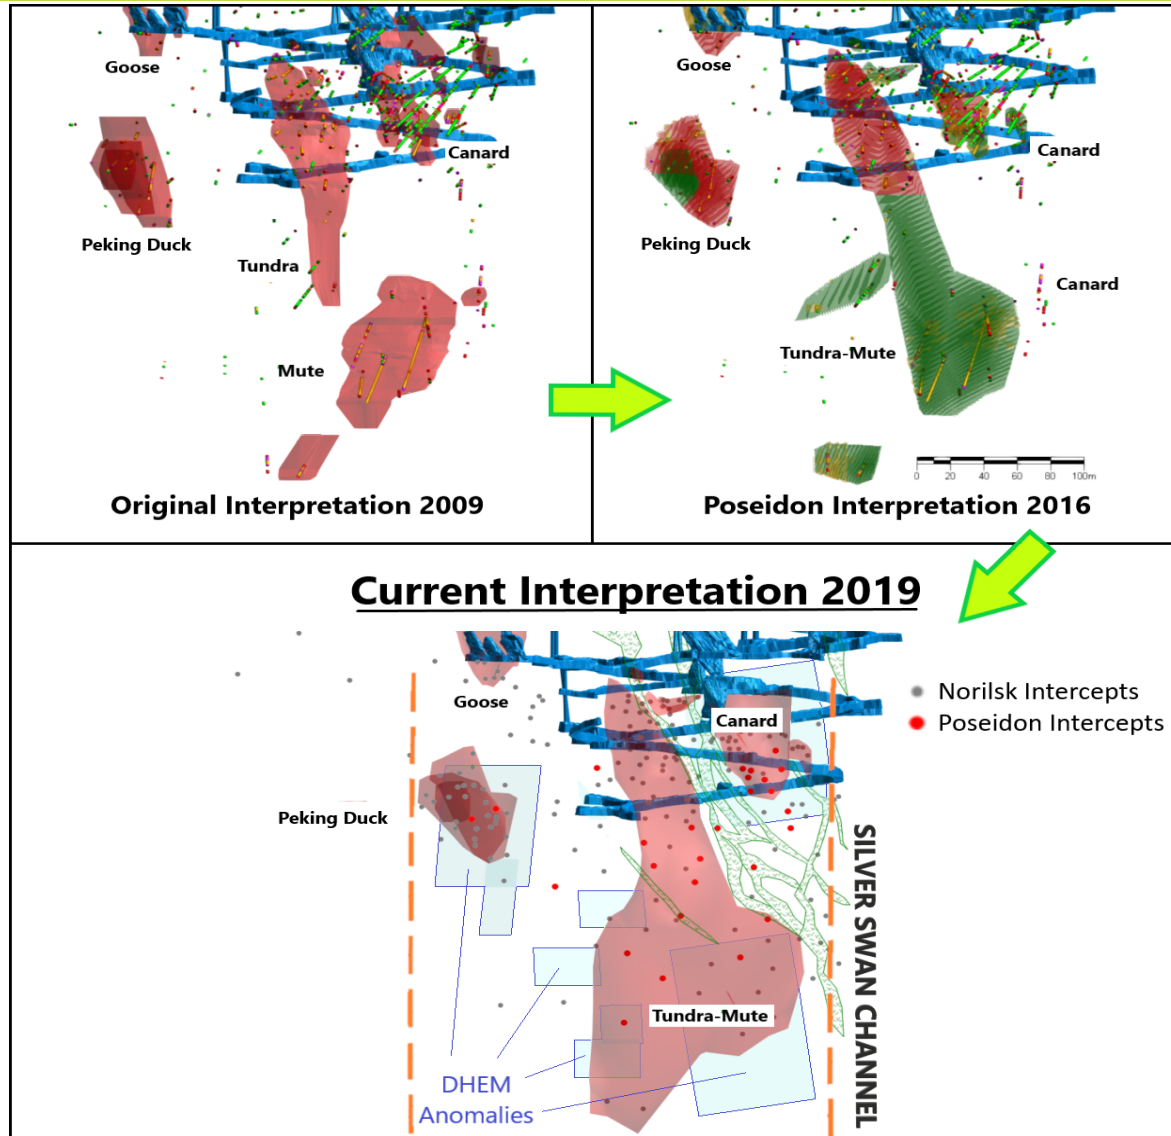 Goose
Canard
Peking Duck
Tundra
Mute
Original Interpretation 2009
Goose
Canard
Peking Duck
Canard
Tundra-Mute
0 20 40 60 80 100m
Poseidon Interpretation 2016
Current Interpretation 2019
Goose
Canard
Norilsk Intercepts
Poseidon Intercepts
Peking Duck
SILVER SWAN CHANNEL
Tundra-Mute
DHEM
Anomalies